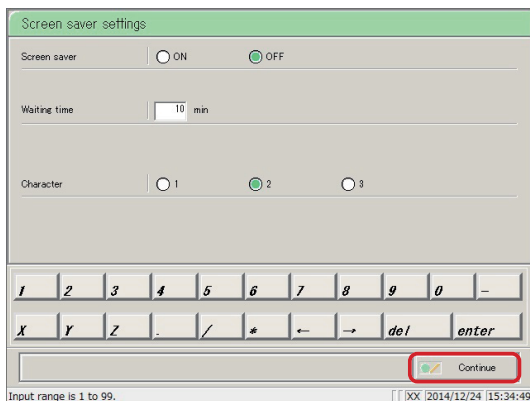 Screen saver settings
Screen saver ON OFF
Waiting time 10 min
Character 1 2 3
1 2 3 4 5 6 7 8 9 0 -
X Y Z . / * ← → del enter
Continue
Input range is 1 to 99. XX 2014/12/24 15:34:49